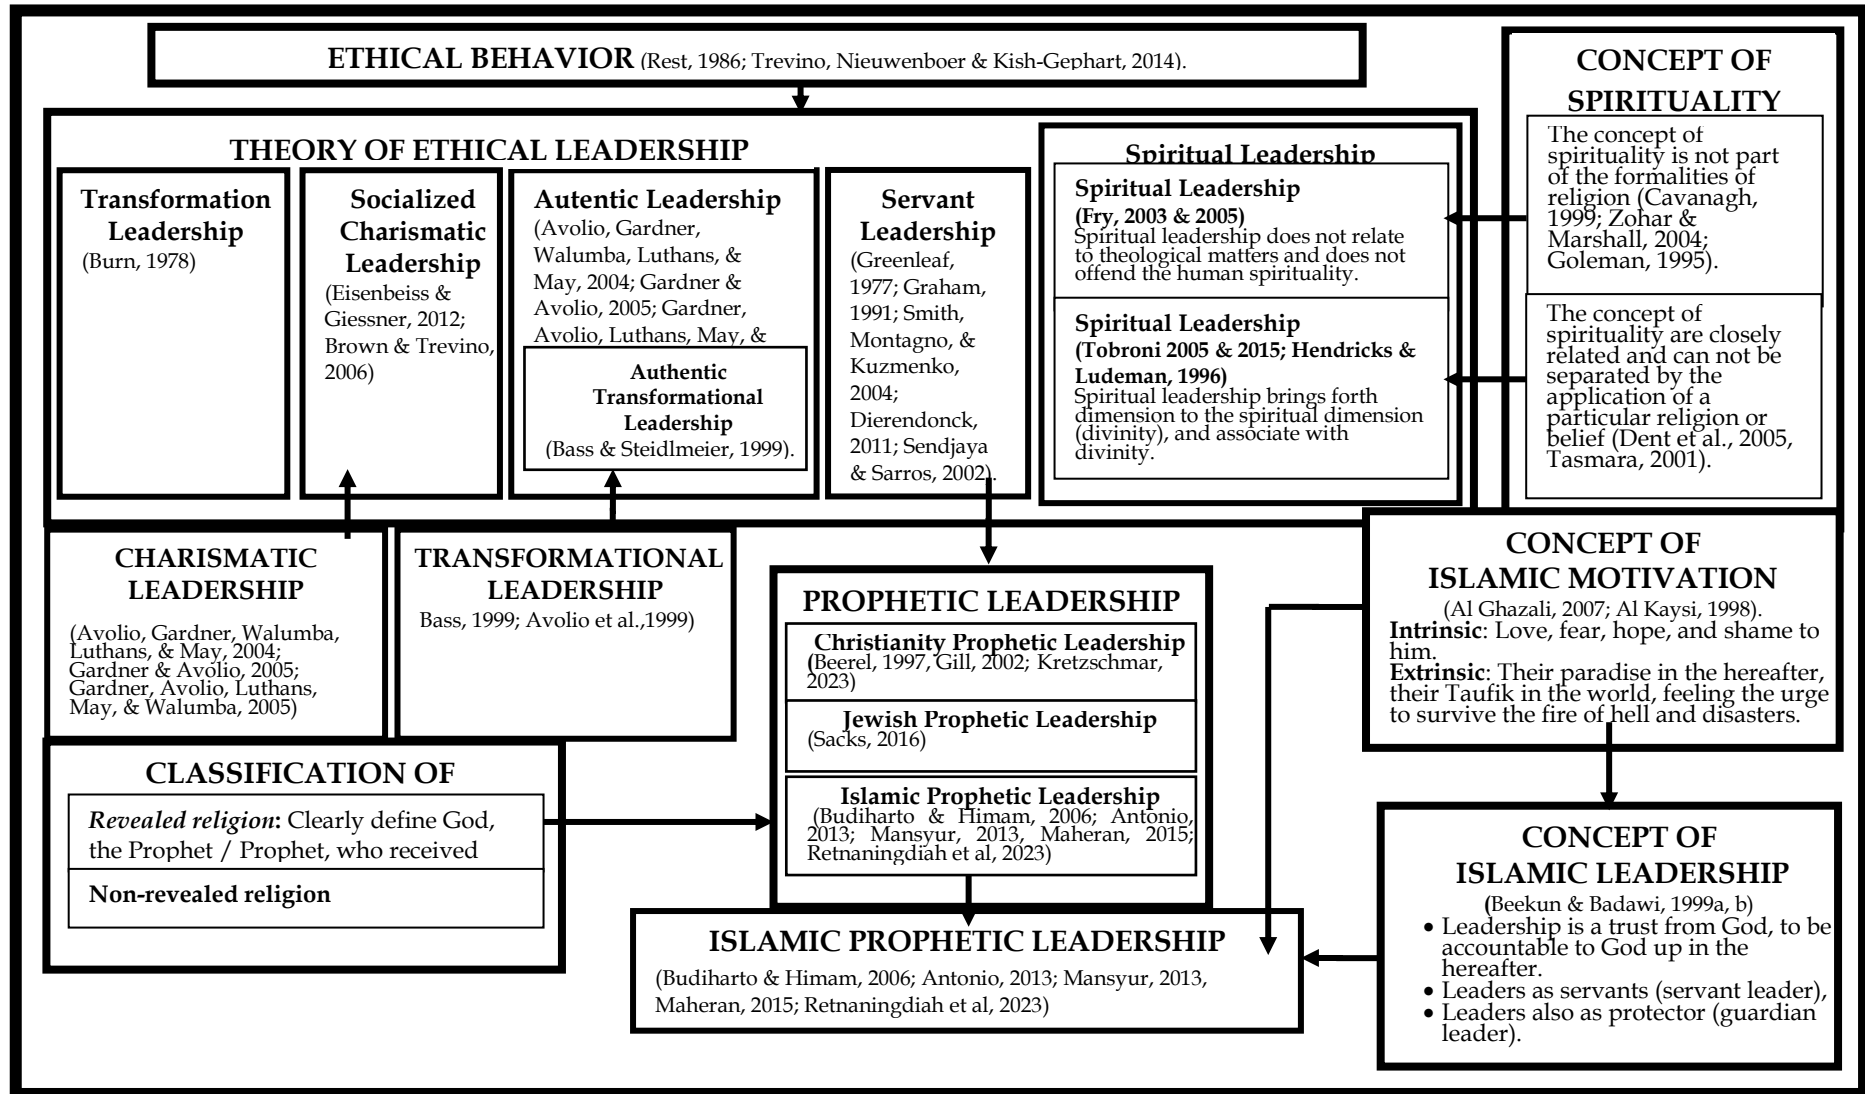 ETHICAL BEHAVIOR (Rest, 1986; Trevino, Nieuwenboer & Kish-Gephart, 2014).
THEORY OF ETHICAL LEADERSHIP
Transformation
Leadership
(Burn, 1978)
Socialized
Charismatic
Leadership
(Eisenbeiss &
Giessner, 2012;
Brown & Trevino,
2006)
Autentic Leadership
(Avolio, Gardner,
Walumba, Luthans, &
May, 2004; Gardner &
Avolio, 2005; Gardner,
Avolio, Luthans, May, &
Authentic
Transformational
Leadership
(Bass & Steidlmeier, 1999).
Servant
Leadership
(Greenleaf,
1977; Graham,
1991; Smith,
Montagno, &
Kuzmenko,
2004;
Dierendonck,
2011; Sendjaya
& Sarros, 2002).
Spiritual Leadership
Spiritual Leadership
(Fry, 2003 & 2005)
Spiritual leadership does not relate
to theological matters and does not
offend the human spirituality.
Spiritual Leadership
(Tobroni 2005 & 2015; Hendricks &
Ludeman, 1996)
Spiritual leadership brings forth
dimension to the spiritual dimension
(divinity), and associate with
divinity.
CONCEPT OF
SPIRITUALITY
The concept of
spirituality is not part
of the formalities of
religion (Cavanagh,
1999; Zohar &
Marshall, 2004;
Goleman, 1995).
The concept of
spirituality are closely
related and can not be
separated by the
application of a
particular religion or
belief (Dent et al., 2005,
Tasmara, 2001).
CHARISMATIC
LEADERSHIP
(Avolio, Gardner, Walumba,
Luthans, & May, 2004;
Gardner & Avolio, 2005;
Gardner, Avolio, Luthans,
May, & Walumba, 2005)
TRANSFORMATIONAL
LEADERSHIP
Bass, 1999; Avolio et al.,1999)
PROPHETIC LEADERSHIP
Christianity Prophetic Leadership
(Beerel, 1997, Gill, 2002; Kretzschmar,
2023)
Jewish Prophetic Leadership
(Sacks, 2016)
Islamic Prophetic Leadership
(Budiharto & Himam, 2006; Antonio,
2013; Mansyur, 2013, Maheran, 2015;
Retnaningdiah et al, 2023)
CONCEPT OF
ISLAMIC MOTIVATION
(Al Ghazali, 2007; Al Kaysi, 1998).
Intrinsic: Love, fear, hope, and shame to
him.
Extrinsic: Their paradise in the hereafter,
their Taufik in the world, feeling the urge
to survive the fire of hell and disasters.
CLASSIFICATION OF
Revealed religion: Clearly define God,
the Prophet / Prophet, who received
Non-revealed religion
ISLAMIC PROPHETIC LEADERSHIP
(Budiharto & Himam, 2006; Antonio, 2013; Mansyur, 2013,
Maheran, 2015; Retnaningdiah et al, 2023)
CONCEPT OF
ISLAMIC LEADERSHIP
(Beekun & Badawi, 1999a, b)
• Leadership is a trust from God, to be
accountable to God up in the
hereafter.
• Leaders as servants (servant leader),
• Leaders also as protector (guardian
leader).